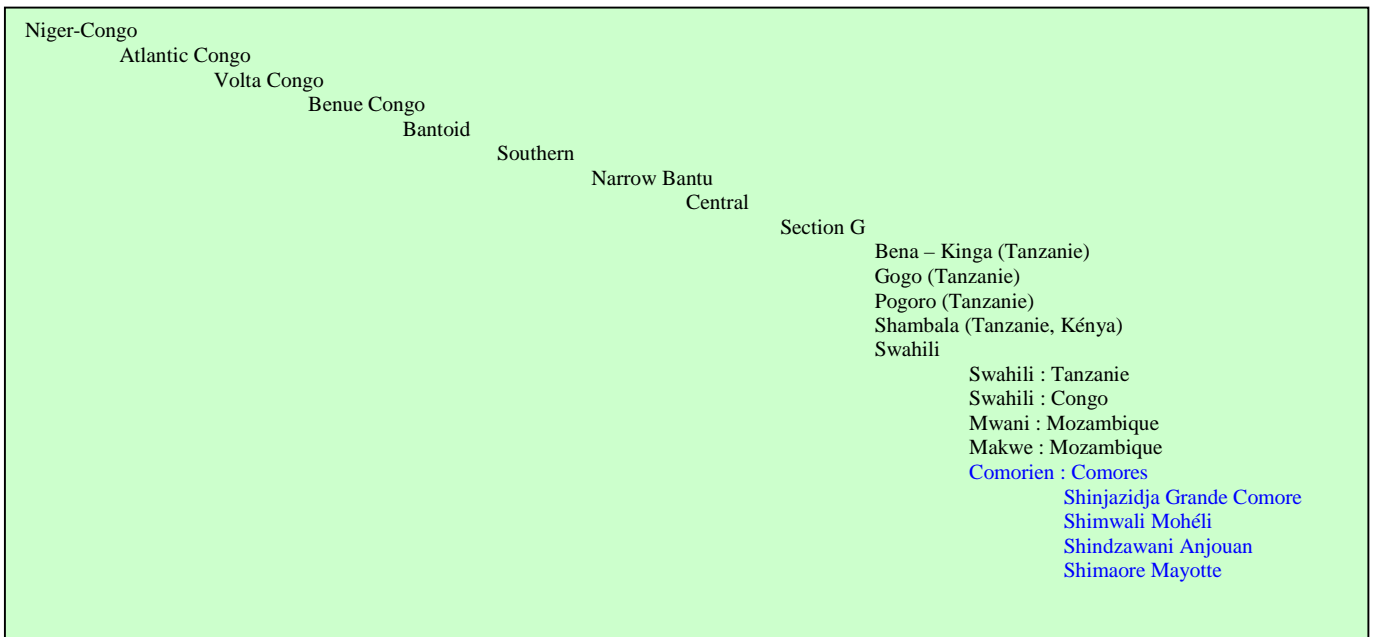 Niger-Congo
Atlantic Congo
Volta Congo
Benue Congo
Bantoid
Southern
Narrow Bantu
Central
Section G
Bena – Kinga (Tanzanie)
Gogo (Tanzanie)
Pogoro (Tanzanie)
Shambala (Tanzanie, Kénya)
Swahili
Swahili : Tanzanie
Swahili : Congo
Mwani : Mozambique
Makwe : Mozambique
Comorien : Comores
Shinjazidja Grande Comore
Shimwali Mohéli
Shindzawani Anjouan
Shimaore Mayotte